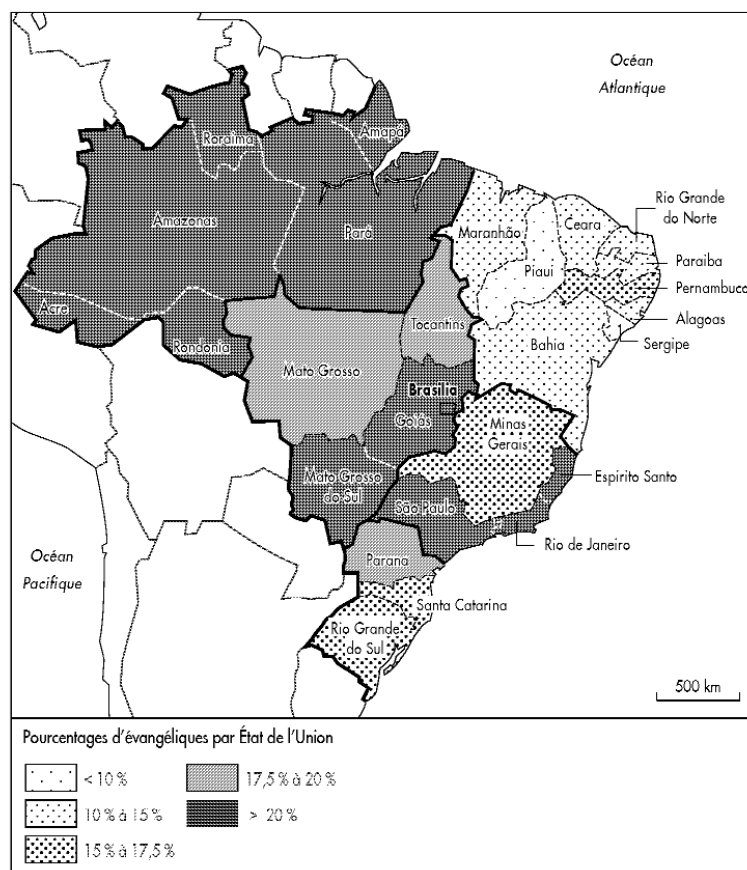 Océan
Atlantique
Roraima
Amapá
Amazonas
Pará
Maranhão
Ceara
Rio Grande
do Norte
Piaui
Paraiba
Pernambuco
Acre
Rondonia
Tocantins
Alagoas
Sergipe
Bahia
Mato Grosso
Brasília
Goiás
Minas
Gerais
Mato Grosso
do Sul
São Paulo
Espirito Santo
Rio de Janeiro
Océan
Pacifique
Parana
Santa Catarina
Rio Grande
do Sul
500 km
Pourcentages d'évangéliques par État de l'Union
< 10 %
17,5 % à 20 %
10 % à 15 %
> 20 %
15 % à 17,5 %